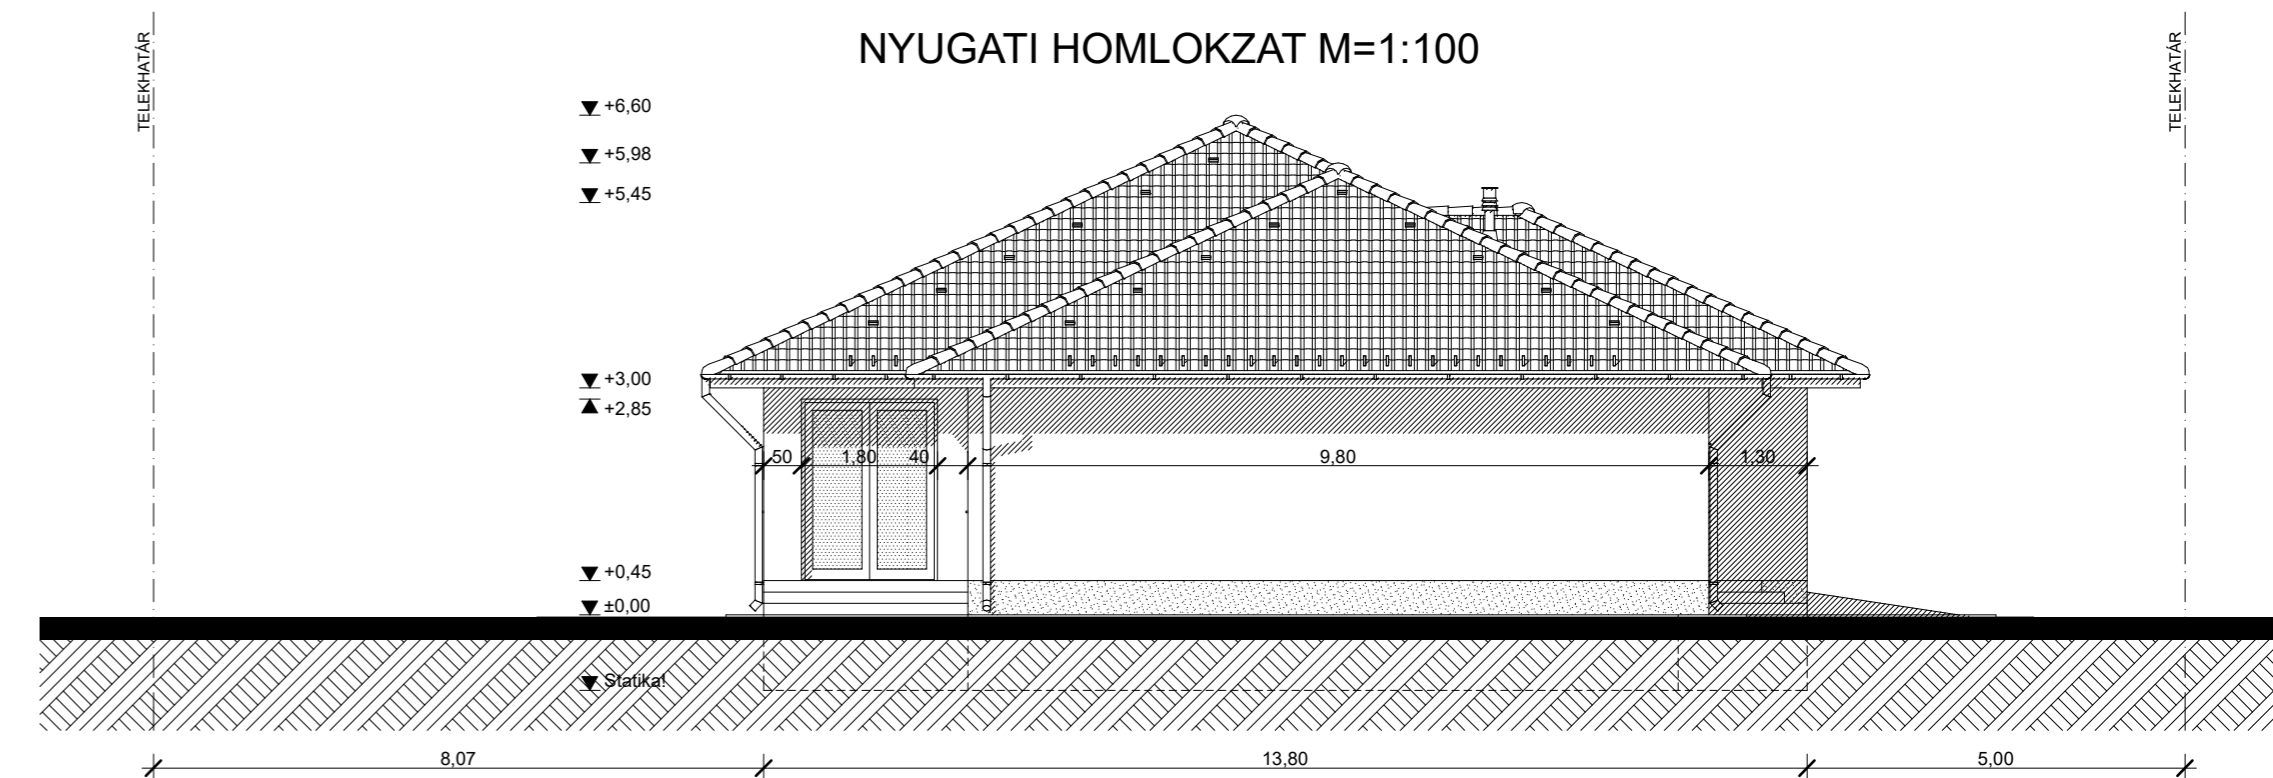 NYUGATI HOMLOKZAT M=1:100
TELEKHATÁR
TELEKHATÁR
+6,60
+5,98
+5,45
+3,00
+2,85
50 1,80 40 9,80 1,30
+0,45
±0,00
Statika!
8,07 13,80 5,00